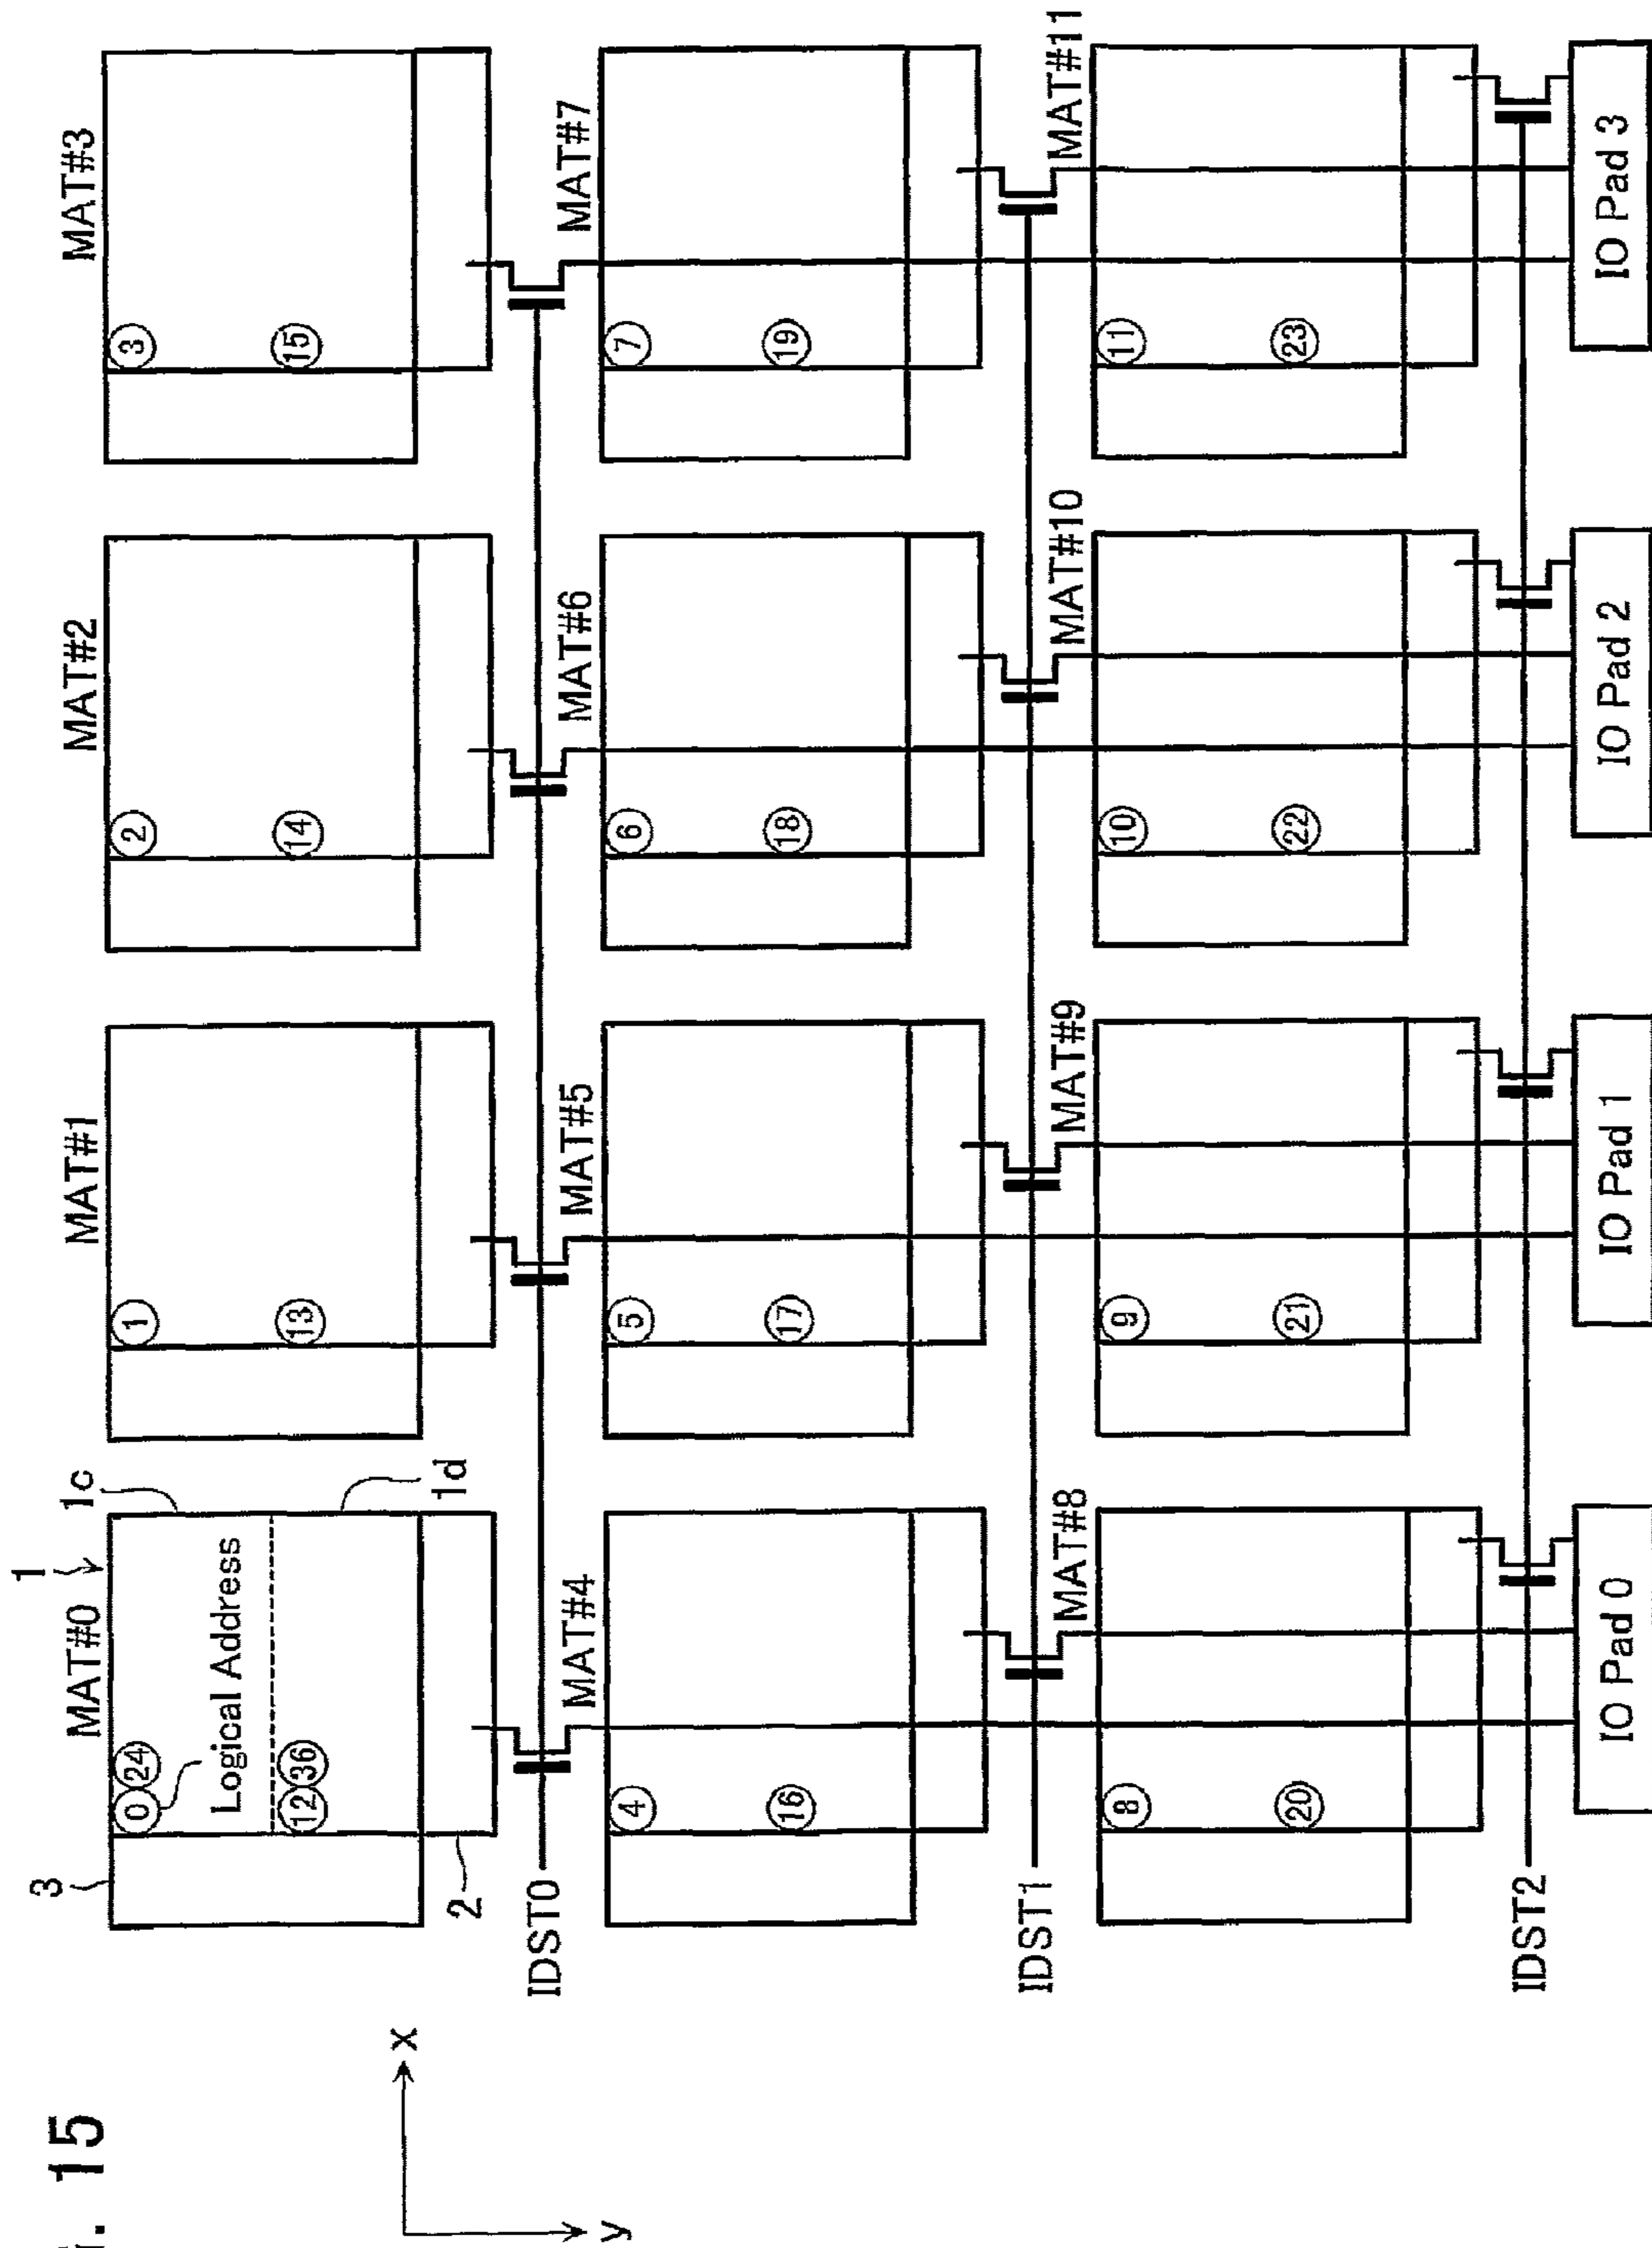 15
x
y
MAT#0 1
MAT#1
MAT#2
MAT#3
3
0 24
1c
1
2
3
Logical Address
12 36
1d
13
14
15
2
IDST0
MAT#4
MAT#5
MAT#6
MAT#7
4
5
6
7
16
17
18
19
IDST1
MAT#8
MAT#9
MAT#10
MAT#11
8
9
10
11
20
21
22
23
IDST2
IO Pad 0
IO Pad 1
IO Pad 2
IO Pad 3